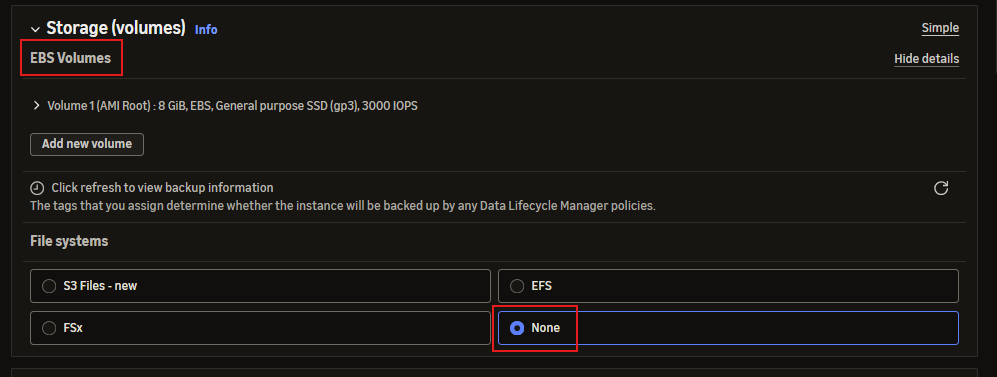 Storage (volumes) Info Simple
EBS Volumes Hide details
Volume 1 (AMI Root) : 8 GiB, EBS, General purpose SSD (gp3), 3000 IOPS
Add new volume
Click refresh to view backup information
The tags that you assign determine whether the instance will be backed up by any Data Lifecycle Manager policies.
File systems
S3 Files - new EFS
FSx None